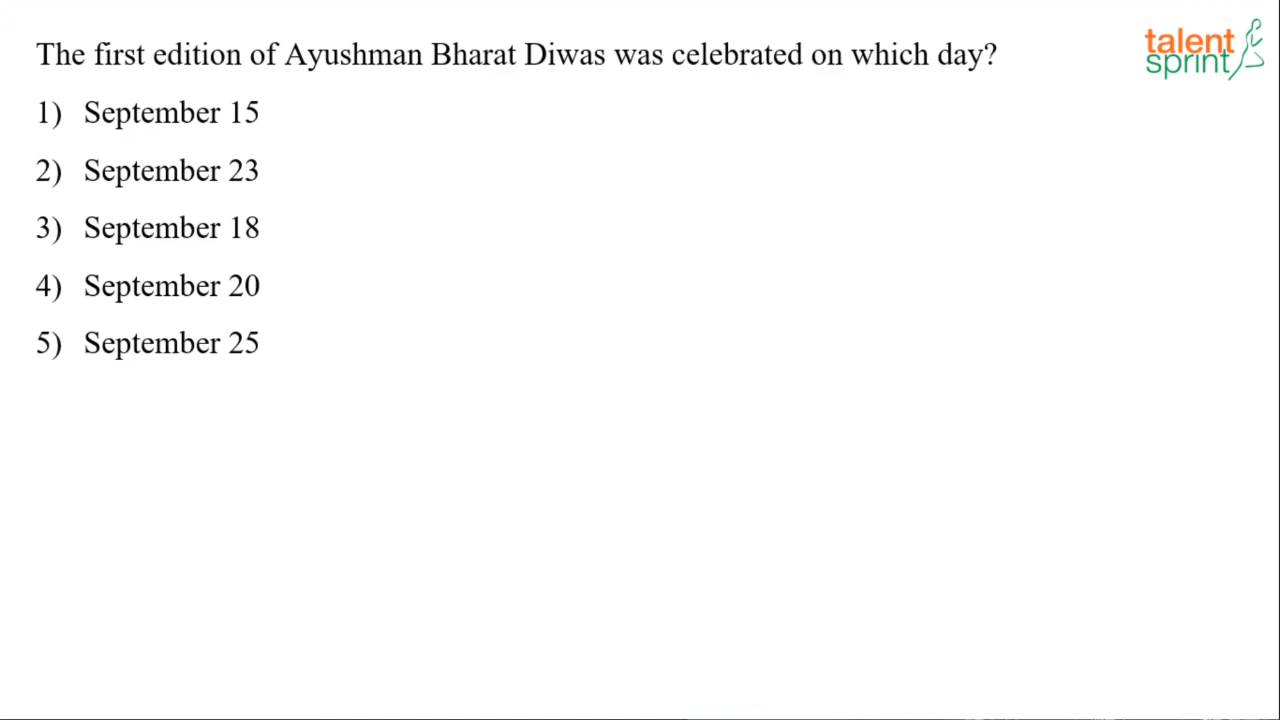 The first edition of Ayushman Bharat Diwas was celebrated on which day?
talent
sprint
1) September 15
2) September 23
3) September 18
4) September 20
5) September 25